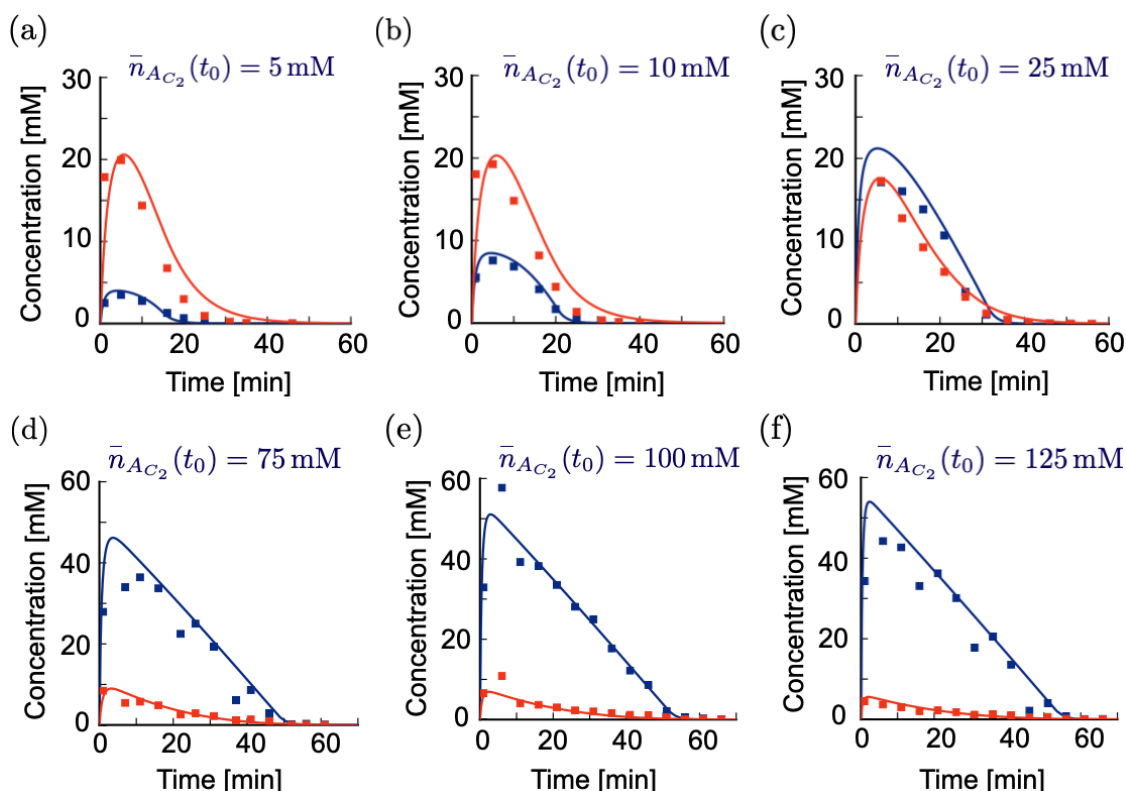 (a)
n̄_{A_{C_2}}(t_0) = 5 mM
Concentration [mM]
30
20
10
0
0 20 40 60
Time [min]
(b)
n̄_{A_{C_2}}(t_0) = 10 mM
Concentration [mM]
30
20
10
0
0 20 40 60
Time [min]
(c)
n̄_{A_{C_2}}(t_0) = 25 mM
Concentration [mM]
30
20
10
0
0 20 40 60
Time [min]
(d)
n̄_{A_{C_2}}(t_0) = 75 mM
Concentration [mM]
60
40
20
0
0 20 40 60
Time [min]
(e)
n̄_{A_{C_2}}(t_0) = 100 mM
Concentration [mM]
60
40
20
0
0 20 40 60
Time [min]
(f)
n̄_{A_{C_2}}(t_0) = 125 mM
Concentration [mM]
60
40
20
0
0 20 40 60
Time [min]